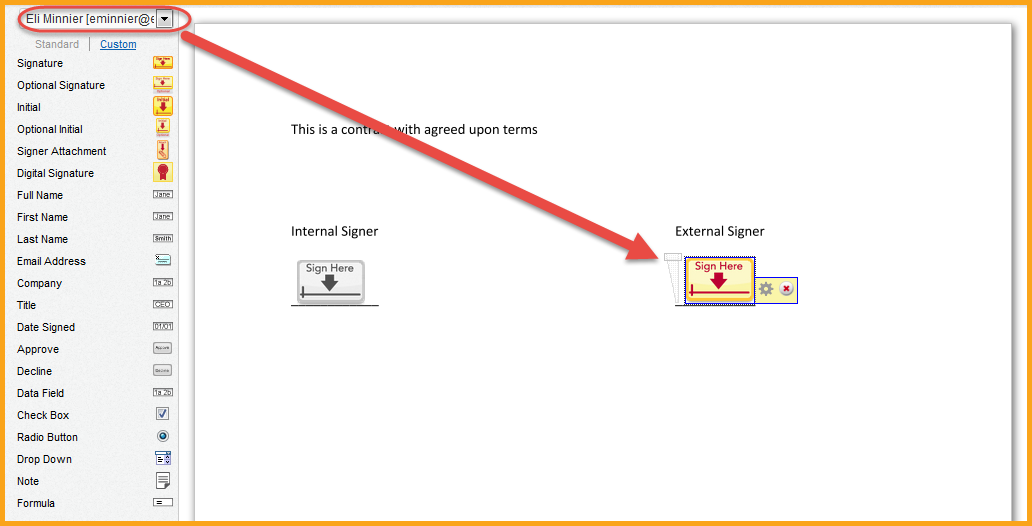 Eli Minnier [eminnier@e
Standard Custom
Signature
Optional Signature
Initial
Optional Initial
Signer Attachment
Digital Signature
Full Name Jane
First Name Jane
Last Name Smith
Email Address
Company 1a 2b
Title CEO
Date Signed 01/01
Approve
Decline
Data Field 1a 2b
Check Box
Radio Button
Drop Down
Note
Formula =
This is a contract with agreed upon terms
Internal Signer External Signer
Sign Here Sign Here